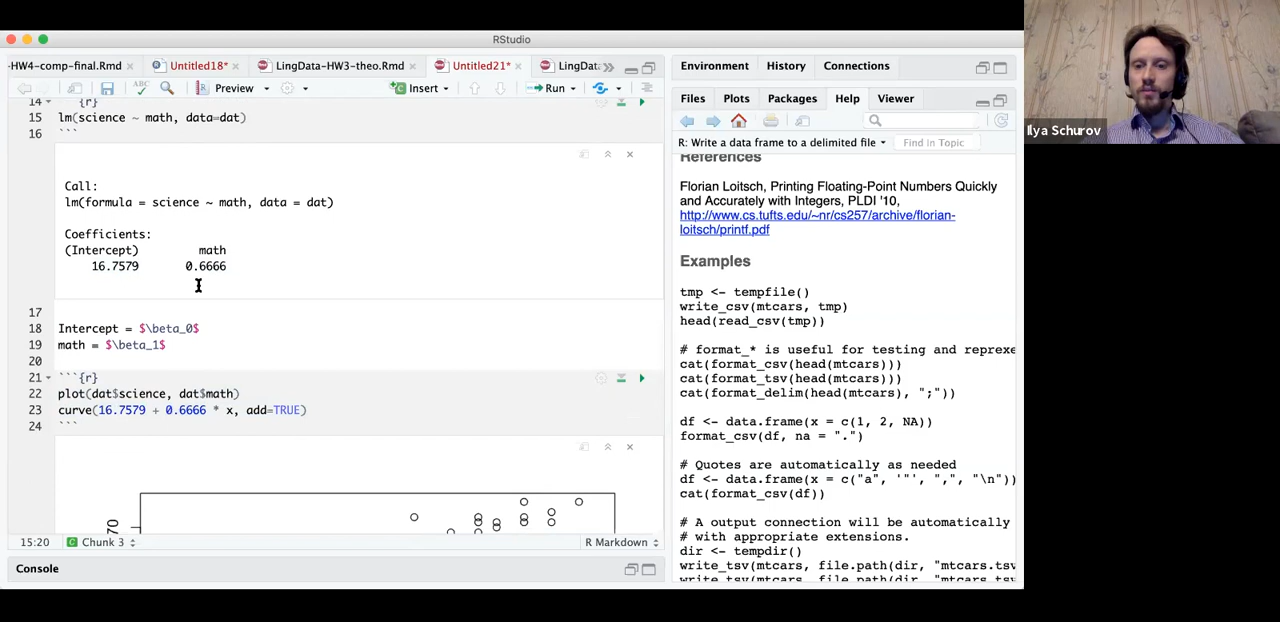 RStudio
-HW4-comp-final.Rmd
Untitled18*
LingData-HW3-theo.Rmd
Untitled21*
LingData
ABC
Preview
Insert
Run
14 ```{r}
15 lm(science ~ math, data=dat)
16 ```
Call:
lm(formula = science ~ math, data = dat)
Coefficients:
(Intercept) math
16.7579 0.6666
17
18 Intercept = $\beta_0$
19 math = $\beta_1$
20
21 ```{r}
22 plot(dat$science, dat$math)
23 curve(16.7579 + 0.6666 * x, add=TRUE)
24 ```
70
15:20
Chunk 3
R Markdown
Console
Environment
History
Connections
Files
Plots
Packages
Help
Viewer
R: Write a data frame to a delimited file
Find in Topic
References
Florian Loitsch, Printing Floating-Point Numbers Quickly
and Accurately with Integers, PLDI '10,
http://www.cs.tufts.edu/~nr/cs257/archive/florian-
loitsch/printf.pdf
Examples
tmp <- tempfile()
write_csv(mtcars, tmp)
head(read_csv(tmp))
# format_* is useful for testing and reprexe
cat(format_csv(head(mtcars)))
cat(format_tsv(head(mtcars)))
cat(format_delim(head(mtcars), ";"))
df <- data.frame(x = c(1, 2, NA))
format_csv(df, na = ".")
# Quotes are automatically as needed
df <- data.frame(x = c("a", '"', ",", "\n"))
cat(format_csv(df))
# A output connection will be automatically
# with appropriate extensions.
dir <- tempdir()
write_tsv(mtcars, file.path(dir, "mtcars.tsv
write_tsv(mtcars, file.path(dir, "mtcars.tsv
Ilya Schurov